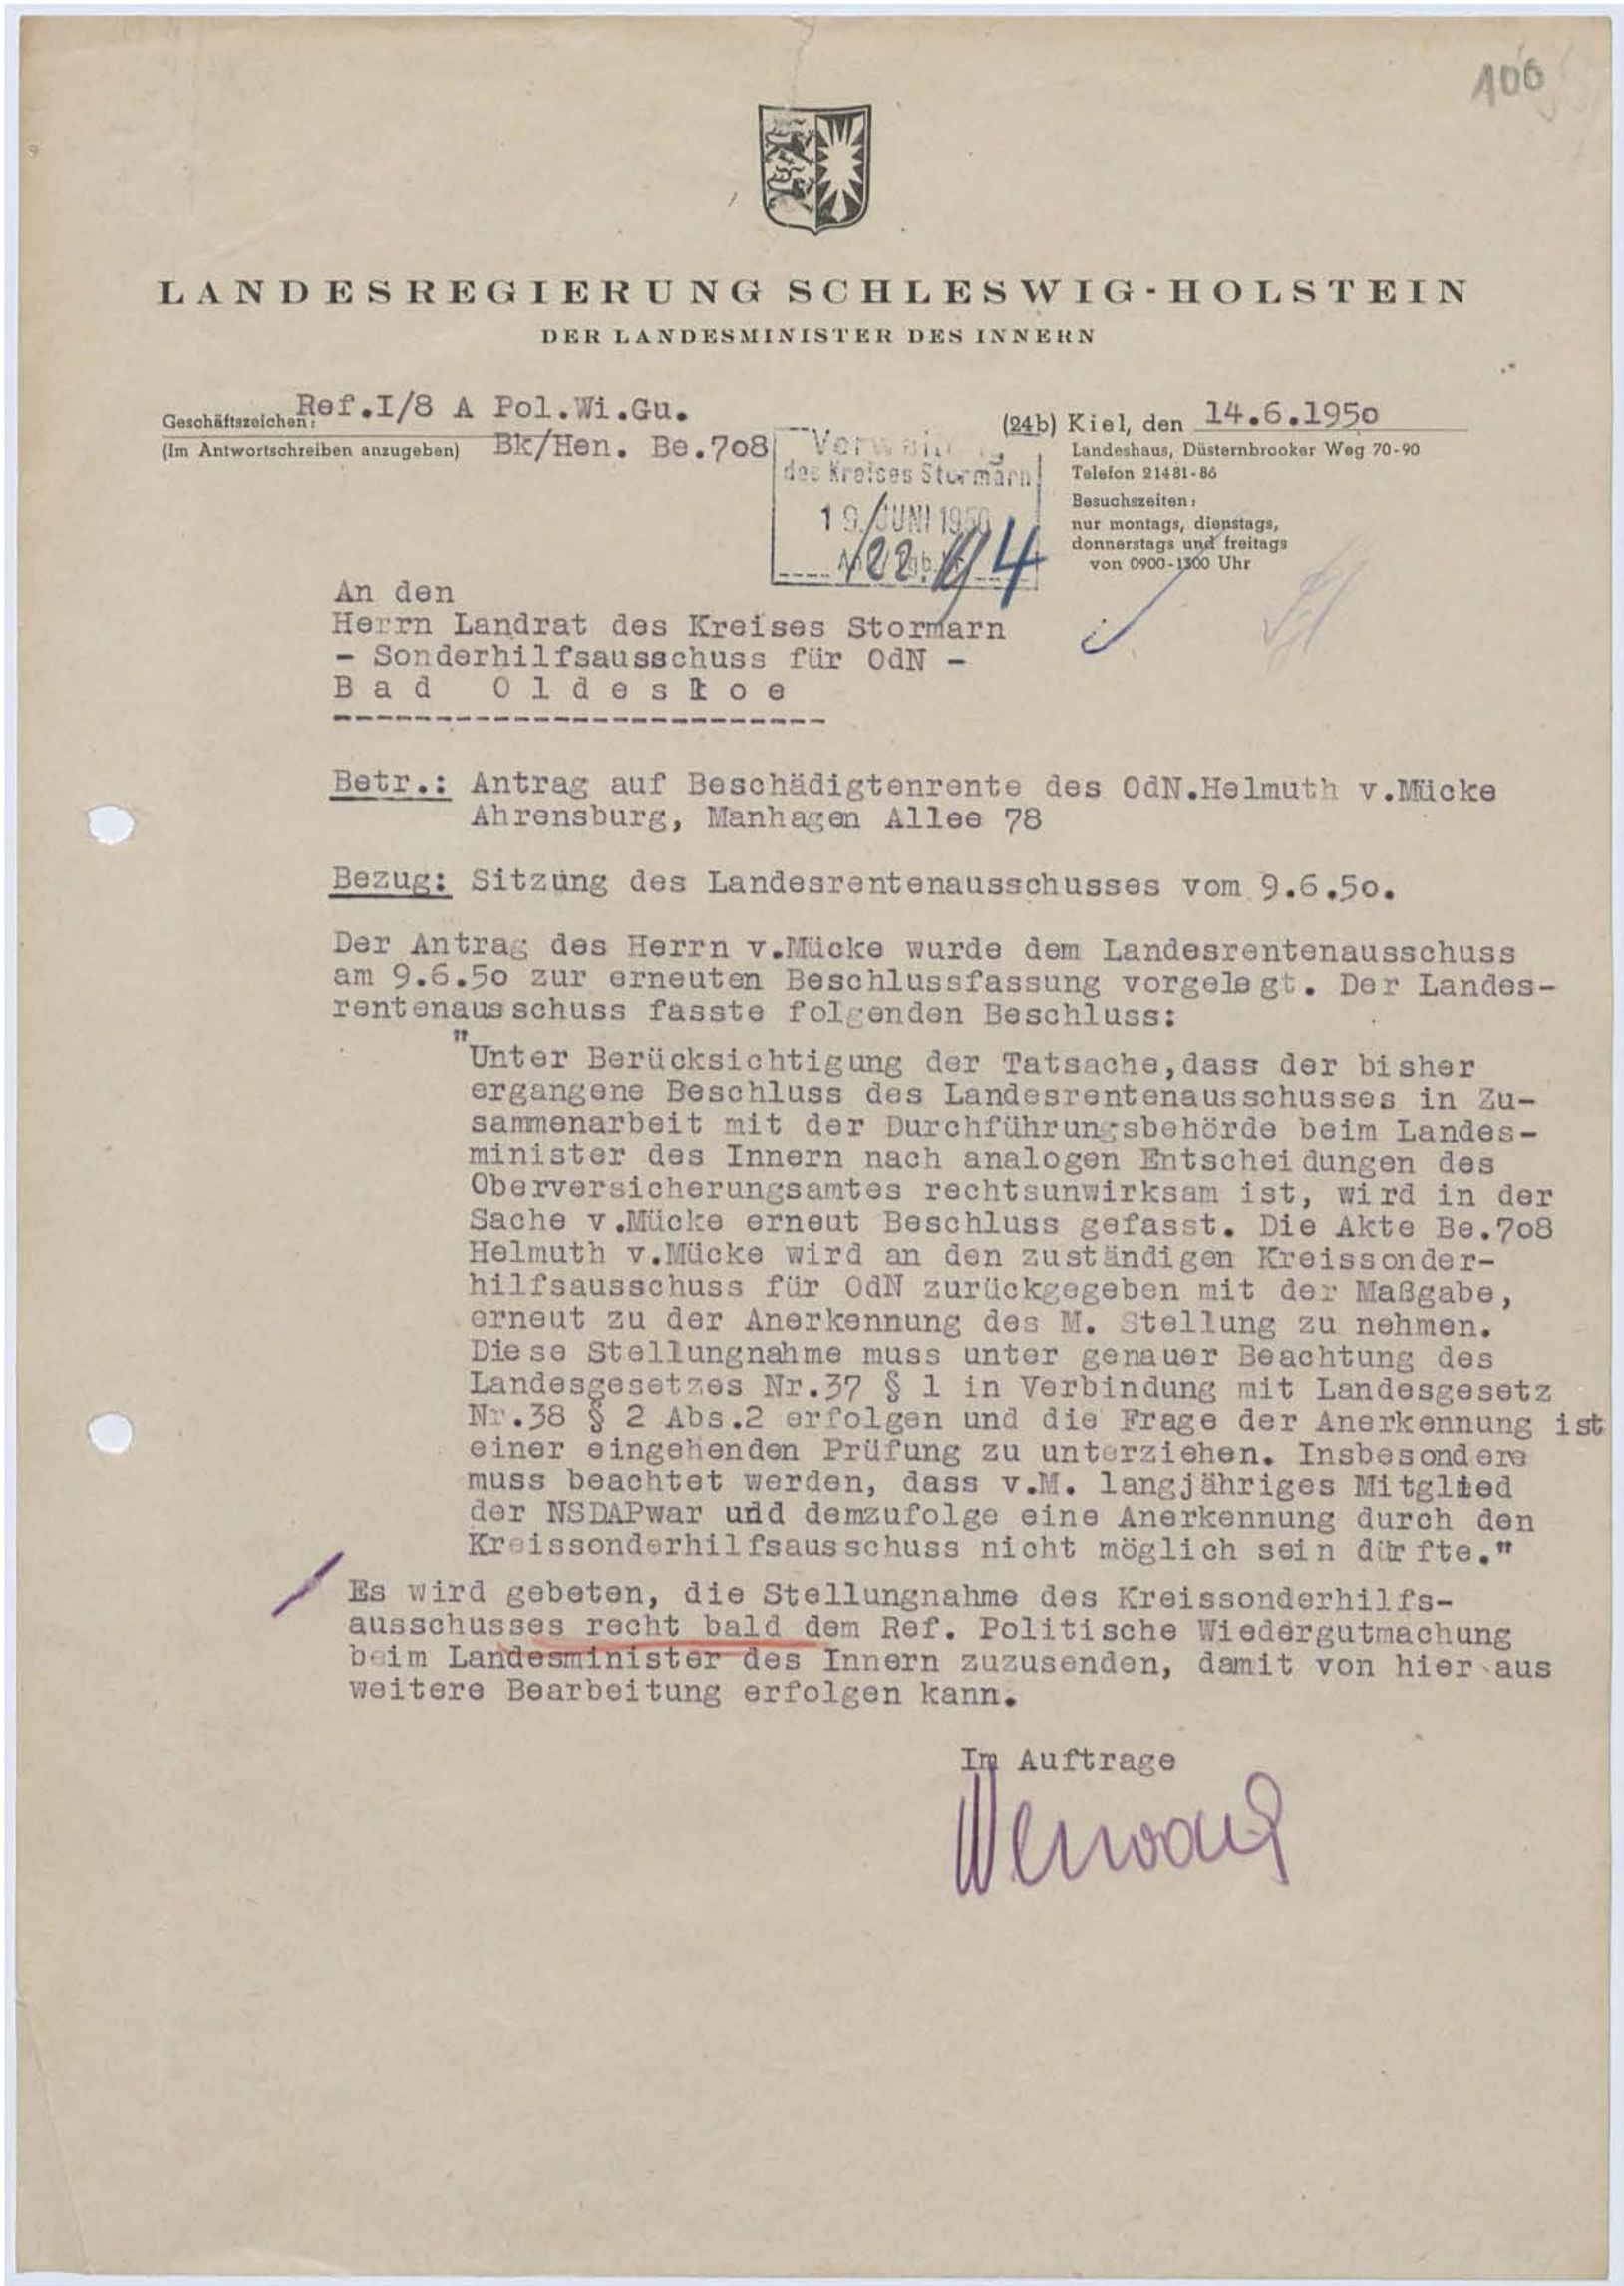 100
LANDESREGIERUNG SCHLESWIG-HOLSTEIN
DER LANDESMINISTER DES INNERN
Geschäftszeichen: Ref.I/8 A Pol.Wi.Gu.
(Im Antwortschreiben anzugeben) Bk/Hen. Be.708
(24b) Kiel, den 14.6.1950
Landeshaus, Düsternbrooker Weg 70-90
Telefon 21481-86
Besuchszeiten:
nur montags, dienstags,
donnerstags und freitags
von 0900-1300 Uhr
des Kreises Stormarn
19. JUNI 1950
An den
Herrn Landrat des Kreises Stormarn
- Sonderhilfsausschuss für OdN -
Bad Oldesloe
Betr.: Antrag auf Beschädigtenrente des OdN.Helmuth v.Mücke
Ahrensburg, Manhagen Allee 78
Bezug: Sitzung des Landesrentenausschusses vom 9.6.50.
Der Antrag des Herrn v.Mücke wurde dem Landesrentenausschuss
am 9.6.50 zur erneuten Beschlussfassung vorgelegt. Der Landes-
rentenausschuss fasste folgenden Beschluss:
"Unter Berücksichtigung der Tatsache,dass der bisher
ergangene Beschluss des Landesrentenausschusses in Zu-
sammenarbeit mit der Durchführungsbehörde beim Landes-
minister des Innern nach analogen Entscheidungen des
Oberversicherungsamtes rechtsunwirksam ist, wird in der
Sache v.Mücke erneut Beschluss gefasst. Die Akte Be.708
Helmuth v.Mücke wird an den zuständigen Kreissonder-
hilfsausschuss für OdN zurückgegeben mit der Maßgabe,
erneut zu der Anerkennung des M. Stellung zu nehmen.
Diese Stellungnahme muss unter genauer Beachtung des
Landesgesetzes Nr.37 § 1 in Verbindung mit Landesgesetz
Nr.38 § 2 Abs.2 erfolgen und die Frage der Anerkennung ist
einer eingehenden Prüfung zu unterziehen. Insbesondere
muss beachtet werden, dass v.M. langjähriges Mitglied
der NSDAPwar und demzufolge eine Anerkennung durch den
Kreissonderhilfsausschuss nicht möglich sein dürfte."
Es wird gebeten, die Stellungnahme des Kreissonderhilfs-
ausschusses recht bald dem Ref. Politische Wiedergutmachung
beim Landesminister des Innern zuzusenden, damit von hier aus
weitere Bearbeitung erfolgen kann.
Im Auftrage